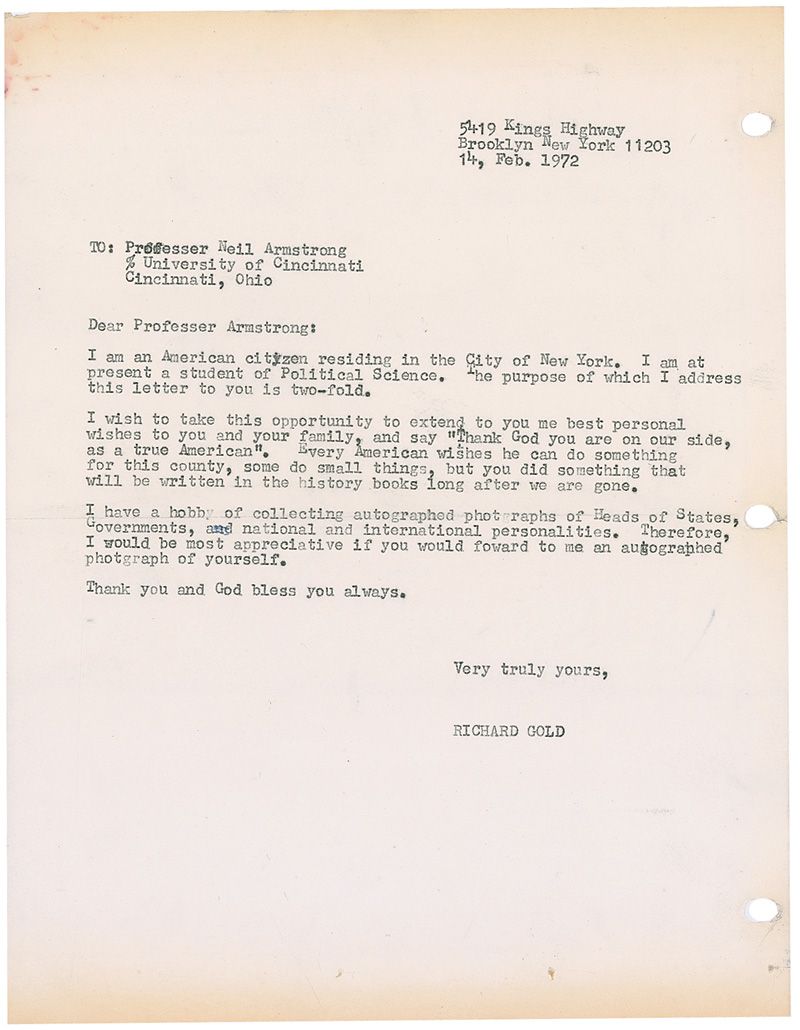 5419 Kings Highway
Brooklyn New York 11203
14, Feb. 1972
TO: Professer Neil Armstrong
% University of Cincinnati
Cincinnati, Ohio
Dear Professer Armstrong:
I am an American cityzen residing in the City of New York. I am at
present a student of Political Science. The purpose of which I address
this letter to you is two-fold.
I wish to take this opportunity to extend to you me best personal
wishes to you and your family, and say "Thank God you are on our side,
as a true American". Every American wishes he can do something
for this county, some do small things, but you did something that
will be written in the history books long after we are gone.
I have a hobby of collecting autographed photgraphs of Heads of States,
Governments, and national and international personalities. Therefore,
I would be most appreciative if you would foward to me an autographed
photgraph of yourself.
Thank you and God bless you always.
Very truly yours,
RICHARD GOLD